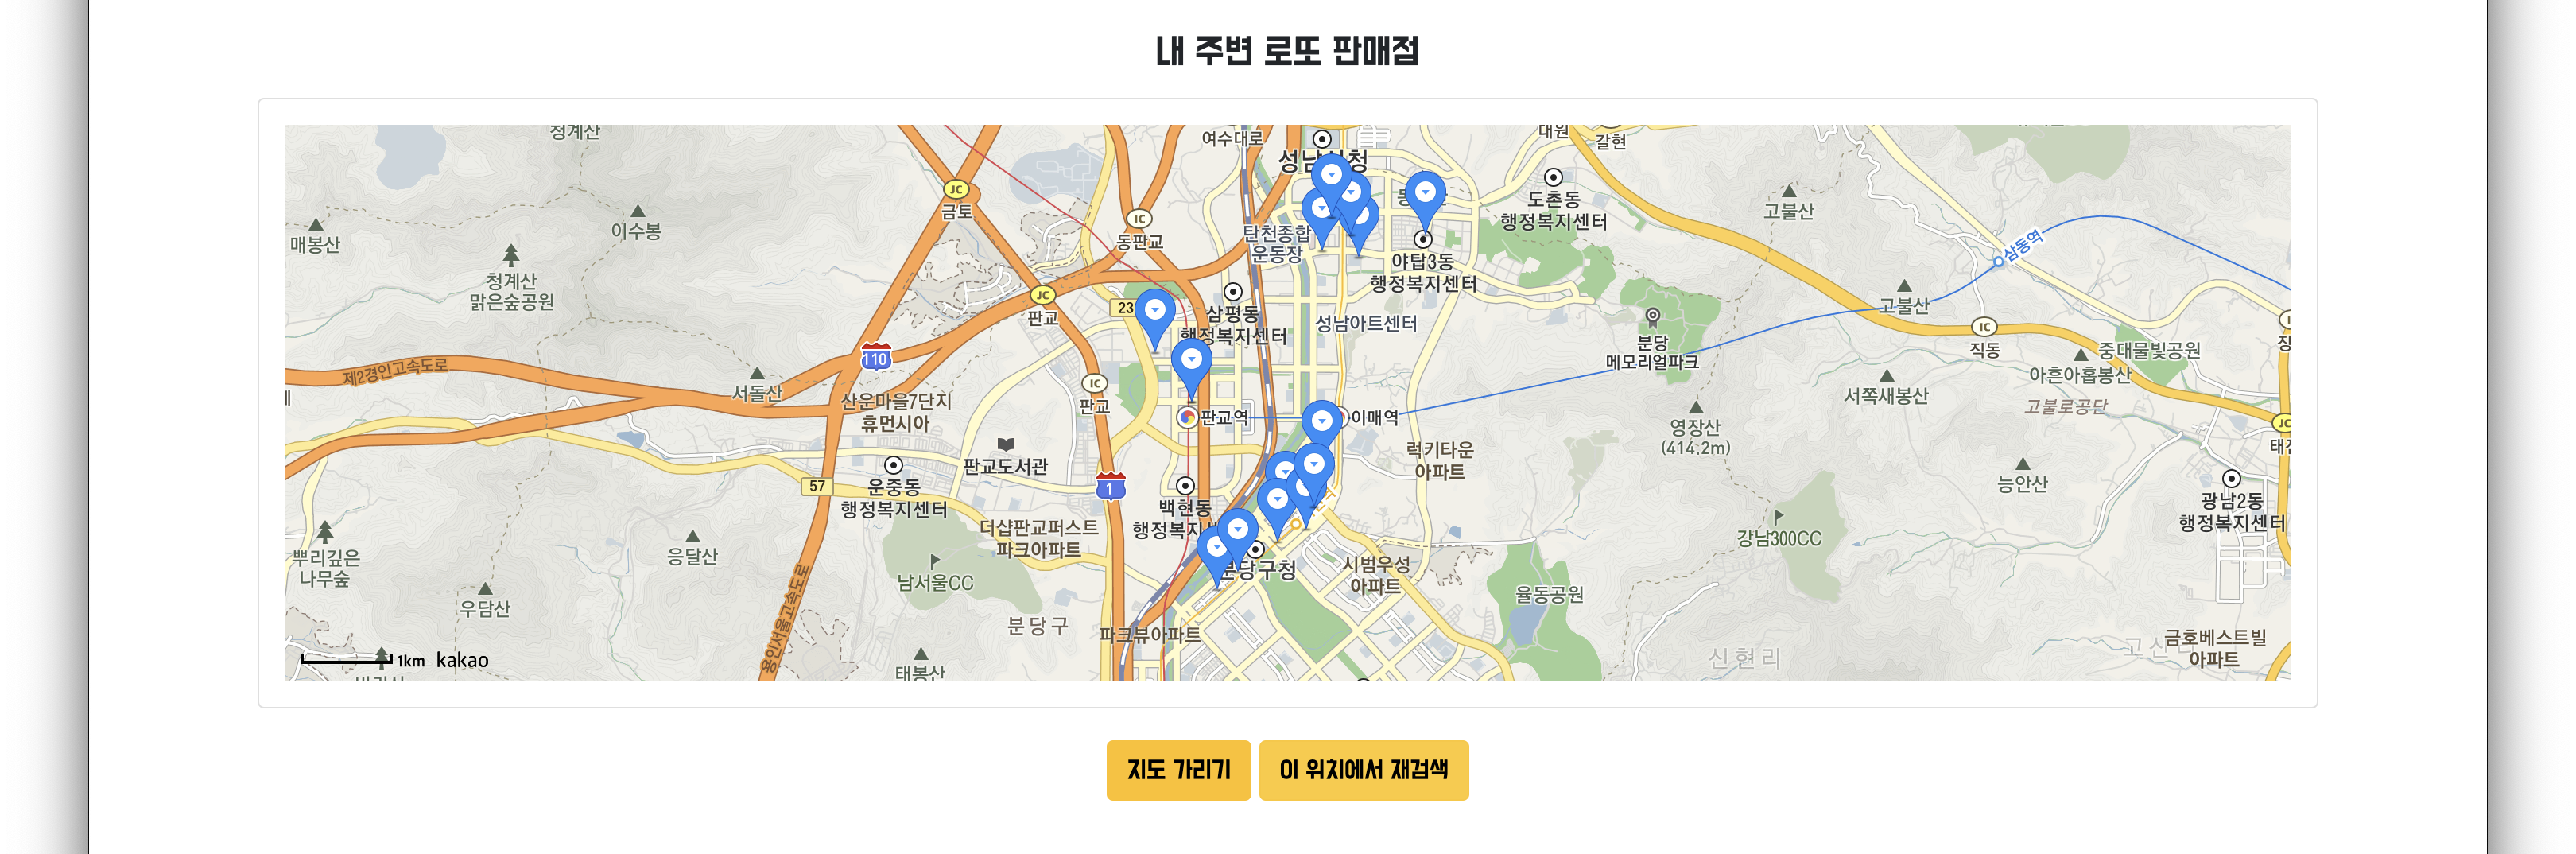 내 주변 로또 판매점
청계산
여수대로
대원
갈현
JC
금토
IC
동판교
도촌동
행정복지센터
고불산
매봉산
이수봉
청계산
맑은숲공원
탄천종합
운동장
야탑3동
행정복지센터
삼동역
JC
판교
23
삼평동
행정복지센터
성남아트센터
분당
메모리얼파크
고불산
IC
직동
중대물빛공원
아흔아홉봉산
110
제2경인고속도로
서돌산
산운마을7단지
휴먼시아
IC
판교
판교역
이매역
서쪽새봉산
고불로공단
영장산
(414.2m)
JC
럭키타운
아파트
판교도서관
57
운중동
행정복지센터
1
백현동
능안산
광남2동
행정복지센터
더샵판교퍼스트
파크아파트
강남300CC
뿌리깊은
나무숲
응달산
남서울CC
시범우성
아파트
율동공원
우담산
용인서울고속도로
분당구
파크뷰아파트
태봉산
신현리
금호베스트빌
아파트
1km kakao
지도 가리기
이 위치에서 재검색